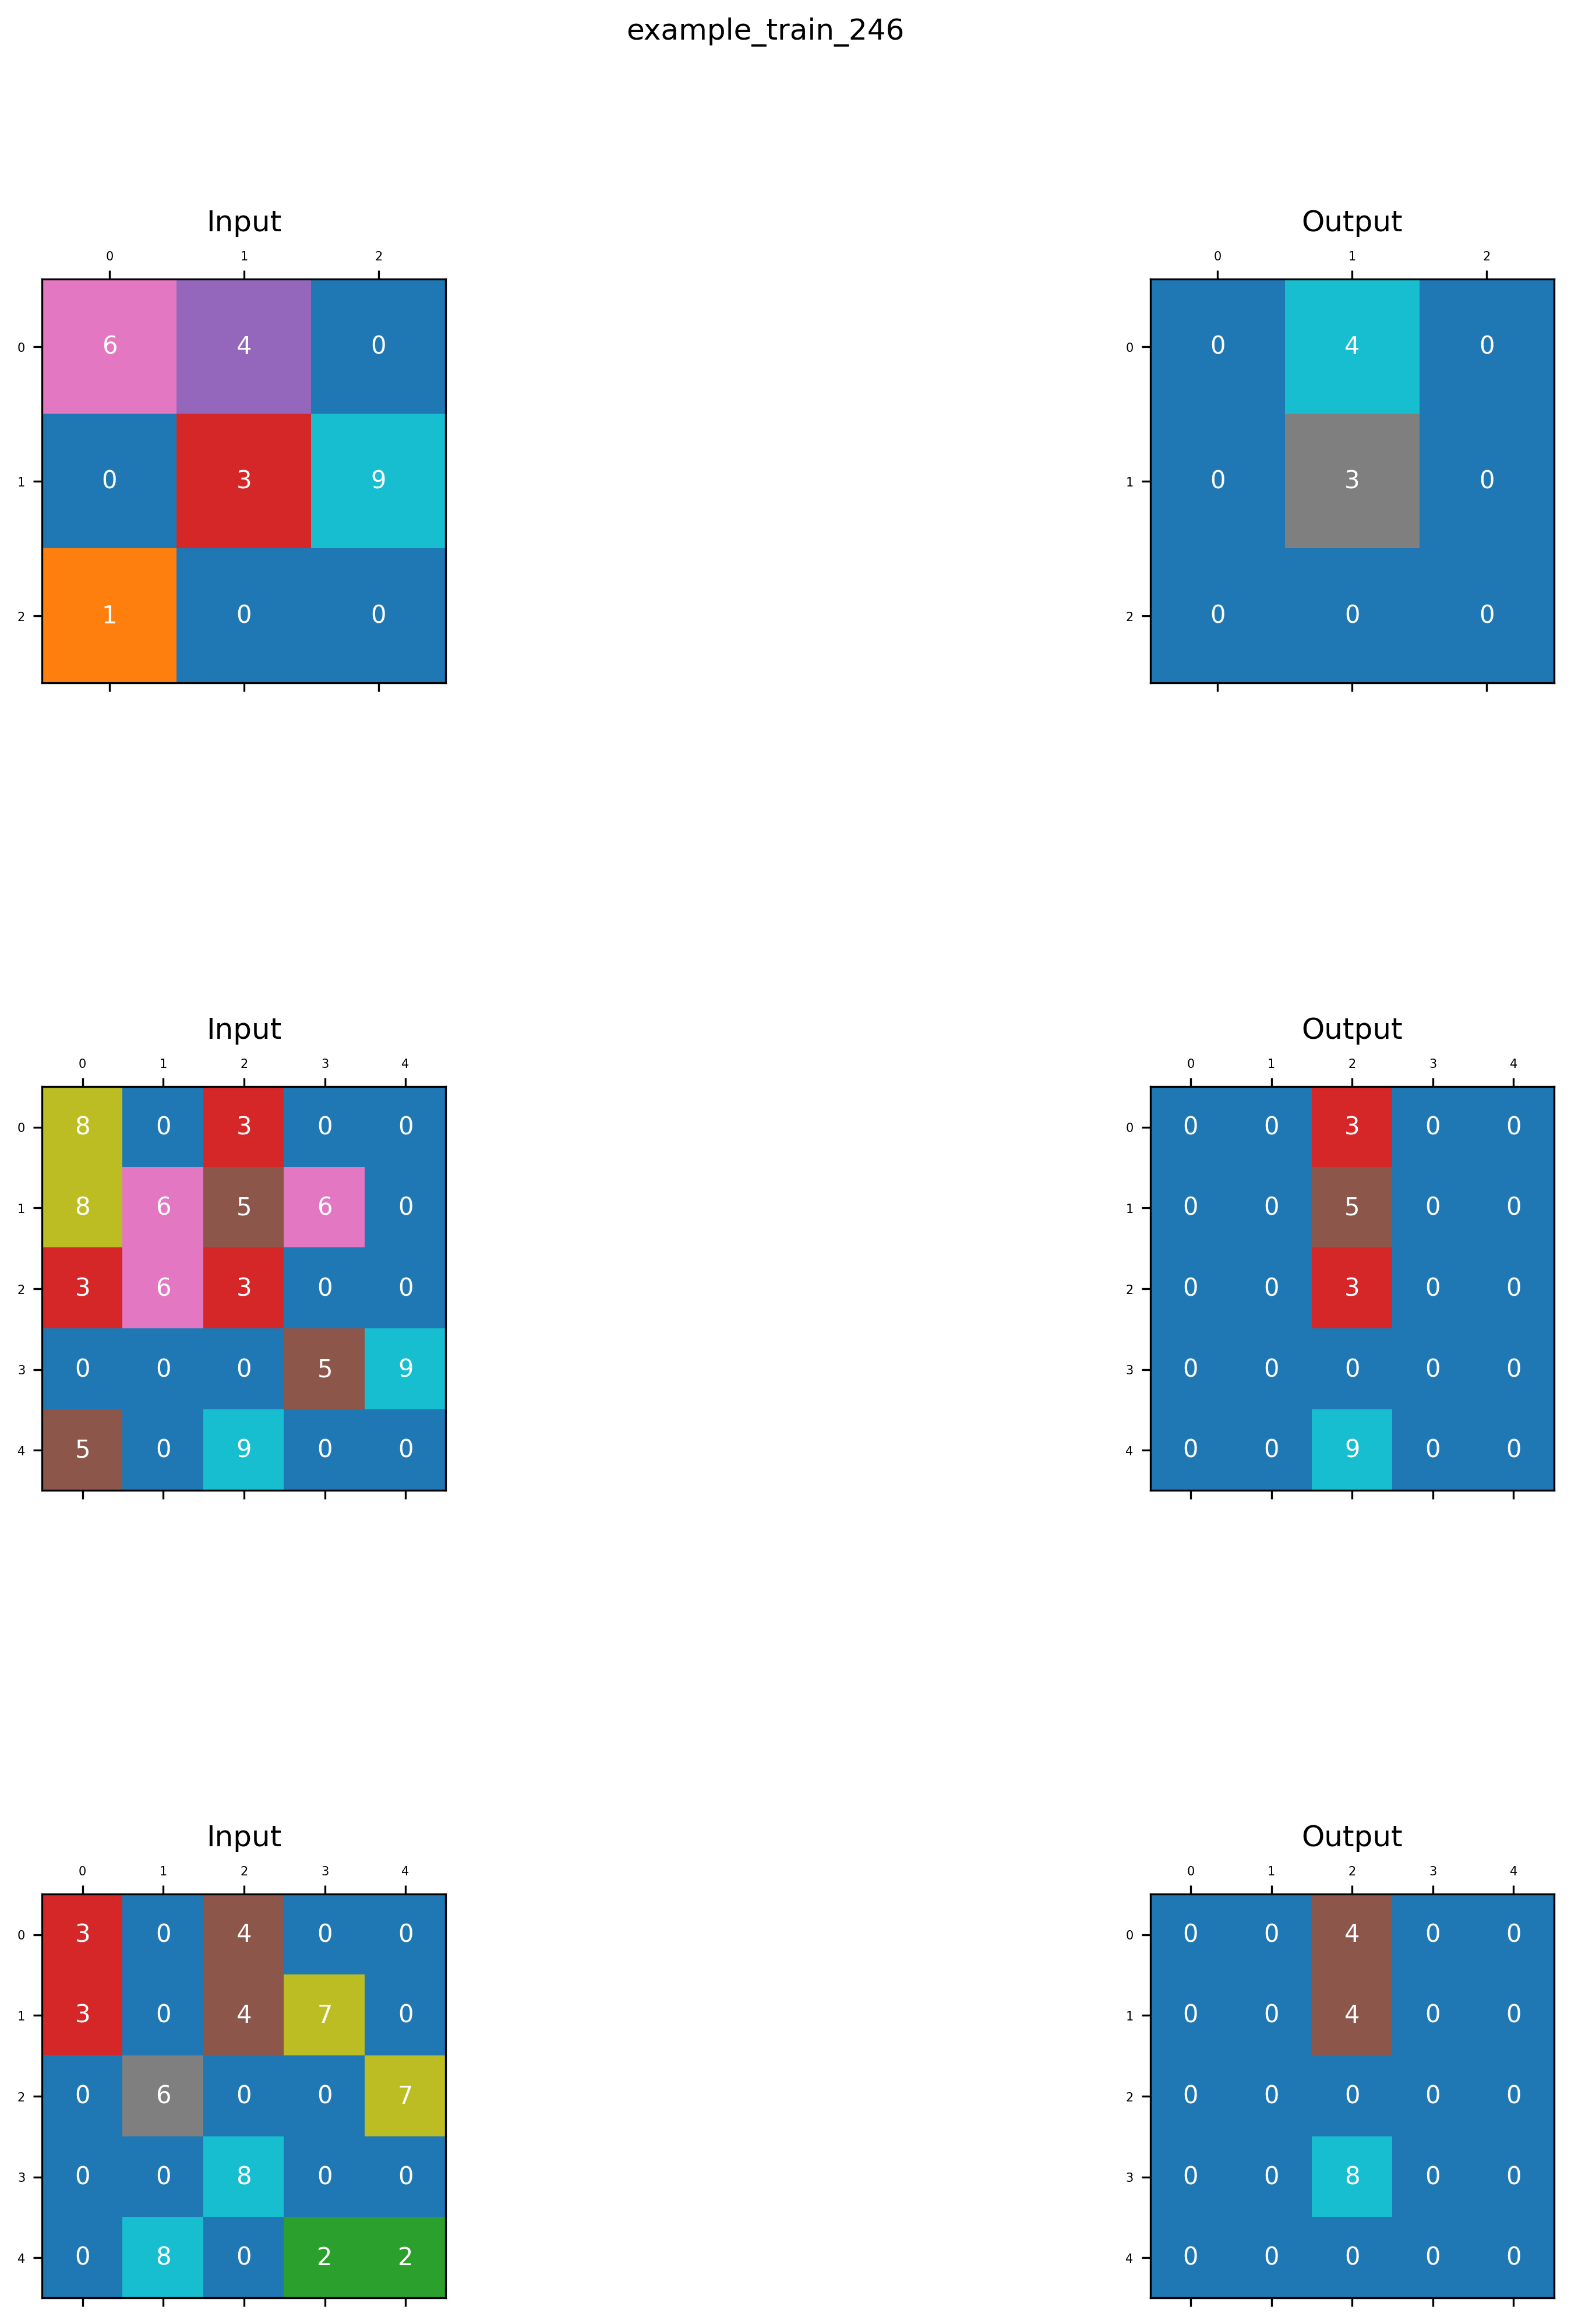 example_train_246
Input Output
0 1 2 0 1 2
0 6 4 0 0 0 4 0
1 0 3 9 1 0 3 0
2 1 0 0 2 0 0 0
Input Output
0 1 2 3 4 0 1 2 3 4
0 8 0 3 0 0 0 0 0 3 0 0
1 8 6 5 6 0 1 0 0 5 0 0
2 3 6 3 0 0 2 0 0 3 0 0
3 0 0 0 5 9 3 0 0 0 0 0
4 5 0 9 0 0 4 0 0 9 0 0
Input Output
0 1 2 3 4 0 1 2 3 4
0 3 0 4 0 0 0 0 0 4 0 0
1 3 0 4 7 0 1 0 0 4 0 0
2 0 6 0 0 7 2 0 0 0 0 0
3 0 0 8 0 0 3 0 0 8 0 0
4 0 8 0 2 2 4 0 0 0 0 0